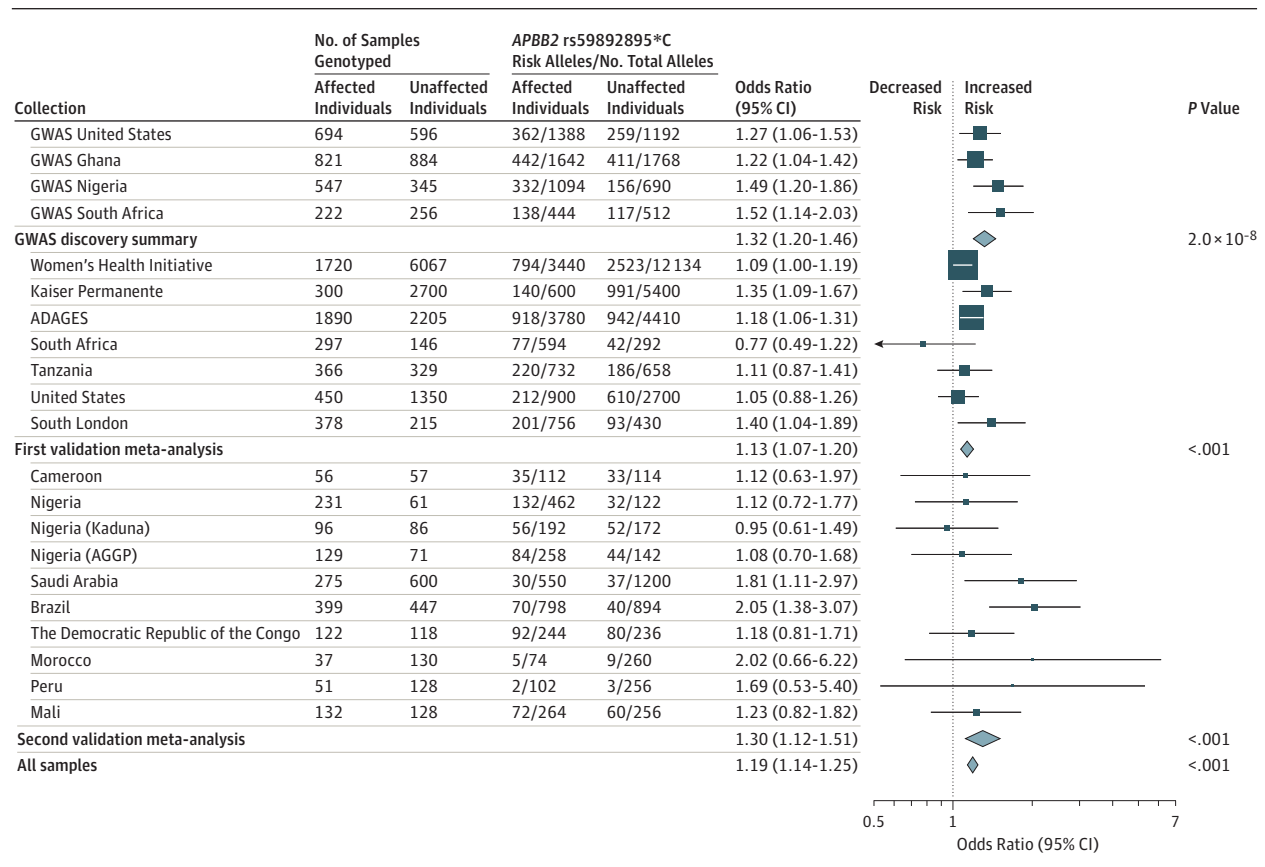 No. of Samples Genotyped
APBB2 rs59892895*C Risk Alleles/No. Total Alleles
Collection
Affected Individuals
Unaffected Individuals
Affected Individuals
Unaffected Individuals
Odds Ratio (95% CI)
Decreased Risk
Increased Risk
P Value
GWAS United States 694 596 362/1388 259/1192 1.27 (1.06-1.53)
GWAS Ghana 821 884 442/1642 411/1768 1.22 (1.04-1.42)
GWAS Nigeria 547 345 332/1094 156/690 1.49 (1.20-1.86)
GWAS South Africa 222 256 138/444 117/512 1.52 (1.14-2.03)
GWAS discovery summary 1.32 (1.20-1.46) 2.0×10⁻⁸
Women's Health Initiative 1720 6067 794/3440 2523/12134 1.09 (1.00-1.19)
Kaiser Permanente 300 2700 140/600 991/5400 1.35 (1.09-1.67)
ADAGES 1890 2205 918/3780 942/4410 1.18 (1.06-1.31)
South Africa 297 146 77/594 42/292 0.77 (0.49-1.22)
Tanzania 366 329 220/732 186/658 1.11 (0.87-1.41)
United States 450 1350 212/900 610/2700 1.05 (0.88-1.26)
South London 378 215 201/756 93/430 1.40 (1.04-1.89)
First validation meta-analysis 1.13 (1.07-1.20) <.001
Cameroon 56 57 35/112 33/114 1.12 (0.63-1.97)
Nigeria 231 61 132/462 32/122 1.12 (0.72-1.77)
Nigeria (Kaduna) 96 86 56/192 52/172 0.95 (0.61-1.49)
Nigeria (AGGP) 129 71 84/258 44/142 1.08 (0.70-1.68)
Saudi Arabia 275 600 30/550 37/1200 1.81 (1.11-2.97)
Brazil 399 447 70/798 40/894 2.05 (1.38-3.07)
The Democratic Republic of the Congo 122 118 92/244 80/236 1.18 (0.81-1.71)
Morocco 37 130 5/74 9/260 2.02 (0.66-6.22)
Peru 51 128 2/102 3/256 1.69 (0.53-5.40)
Mali 132 128 72/264 60/256 1.23 (0.82-1.82)
Second validation meta-analysis 1.30 (1.12-1.51) <.001
All samples 1.19 (1.14-1.25) <.001
0.5 1 7
Odds Ratio (95% CI)